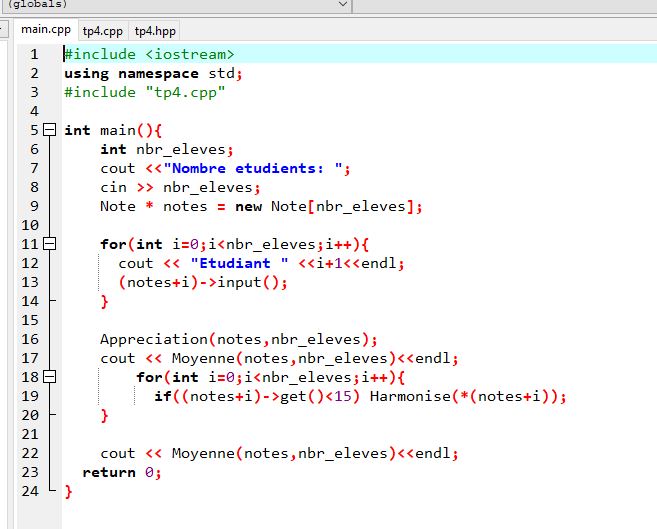 (globals)
main.cpp tp4.cpp tp4.hpp
1 #include <iostream>
2 using namespace std;
3 #include "tp4.cpp"
4
5 int main(){
6 int nbr_eleves;
7 cout <<"Nombre etudients: ";
8 cin >> nbr_eleves;
9 Note * notes = new Note[nbr_eleves];
10
11 for(int i=0;i<nbr_eleves;i++){
12 cout << "Etudiant " <<i+1<<endl;
13 (notes+i)->input();
14 }
15
16 Appreciation(notes,nbr_eleves);
17 cout << Moyenne(notes,nbr_eleves)<<endl;
18 for(int i=0;i<nbr_eleves;i++){
19 if((notes+i)->get()<15) Harmonise(*(notes+i));
20 }
21
22 cout << Moyenne(notes,nbr_eleves)<<endl;
23 return 0;
24 }